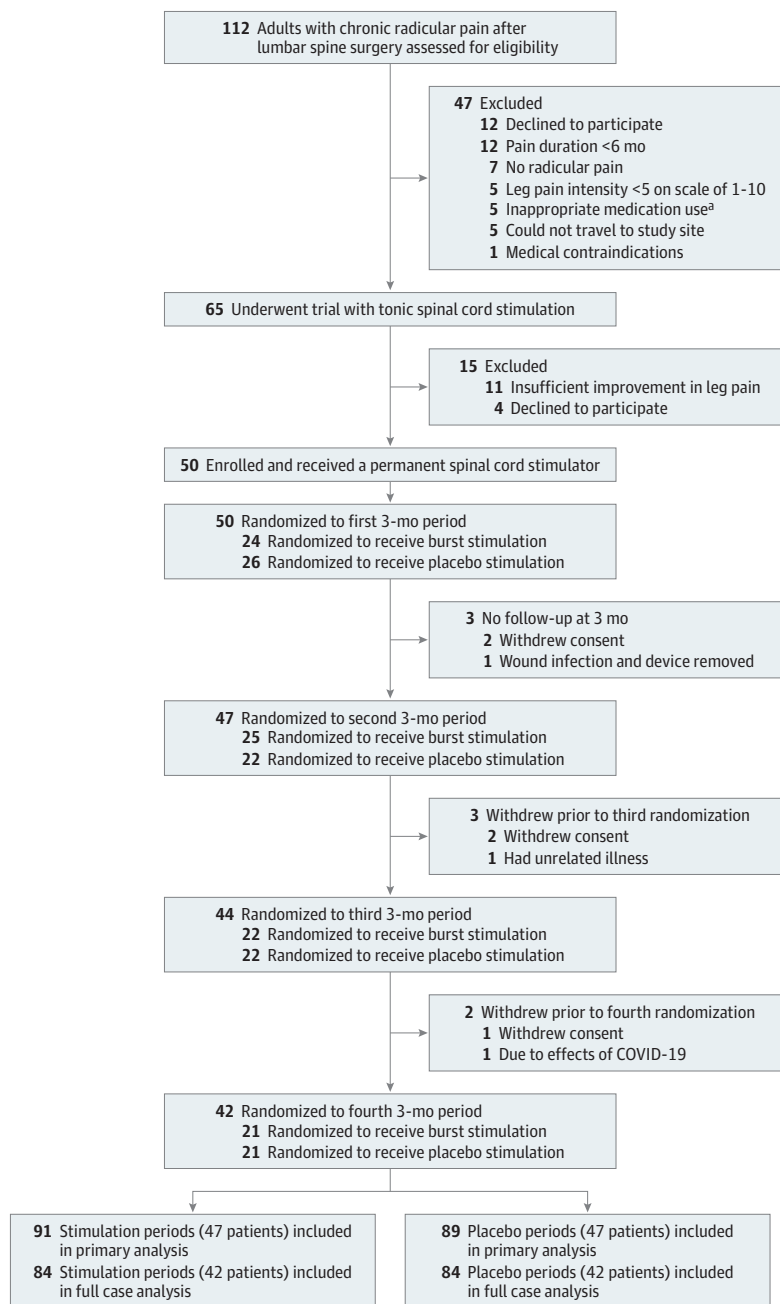 112 Adults with chronic radicular pain after
lumbar spine surgery assessed for eligibility
47 Excluded
12 Declined to participate
12 Pain duration <6 mo
7 No radicular pain
5 Leg pain intensity <5 on scale of 1-10
5 Inappropriate medication useᵃ
5 Could not travel to study site
1 Medical contraindications
65 Underwent trial with tonic spinal cord stimulation
15 Excluded
11 Insufficient improvement in leg pain
4 Declined to participate
50 Enrolled and received a permanent spinal cord stimulator
50 Randomized to first 3-mo period
24 Randomized to receive burst stimulation
26 Randomized to receive placebo stimulation
3 No follow-up at 3 mo
2 Withdrew consent
1 Wound infection and device removed
47 Randomized to second 3-mo period
25 Randomized to receive burst stimulation
22 Randomized to receive placebo stimulation
3 Withdrew prior to third randomization
2 Withdrew consent
1 Had unrelated illness
44 Randomized to third 3-mo period
22 Randomized to receive burst stimulation
22 Randomized to receive placebo stimulation
2 Withdrew prior to fourth randomization
1 Withdrew consent
1 Due to effects of COVID-19
42 Randomized to fourth 3-mo period
21 Randomized to receive burst stimulation
21 Randomized to receive placebo stimulation
91 Stimulation periods (47 patients) included
in primary analysis
84 Stimulation periods (42 patients) included
in full case analysis
89 Placebo periods (47 patients) included
in primary analysis
84 Placebo periods (42 patients) included
in full case analysis